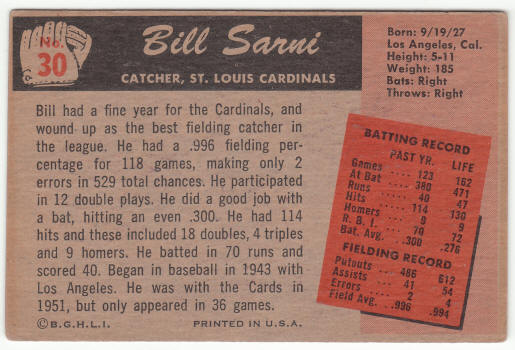 No.
30
Bill Sarni
CATCHER, ST. LOUIS CARDINALS
Born: 9/19/27
Los Angeles, Cal.
Height: 5-11
Weight: 185
Bats: Right
Throws: Right
Bill had a fine year for the Cardinals, and
wound up as the best fielding catcher in
the league. He had a .996 fielding per-
centage for 118 games, making only 2
errors in 529 total chances. He participated
in 12 double plays. He did a good job with
a bat, hitting an even .300. He had 114
hits and these included 18 doubles, 4 triples
and 9 homers. He batted in 70 runs and
scored 40. Began in baseball in 1943 with
Los Angeles. He was with the Cards in
1951, but only appeared in 36 games.
©B.G.H.L.I. PRINTED IN U.S.A.
BATTING RECORD
PAST YR. LIFE
Games 123 162
At Bat 380 471
Runs 40 47
Hits 114 130
Homers 9 9
R. B. I. 70 72
Bat. Avg. .300 .276
FIELDING RECORD
Putouts 486 612
Assists 41 54
Errors 2 4
Field Avg. .996 .994